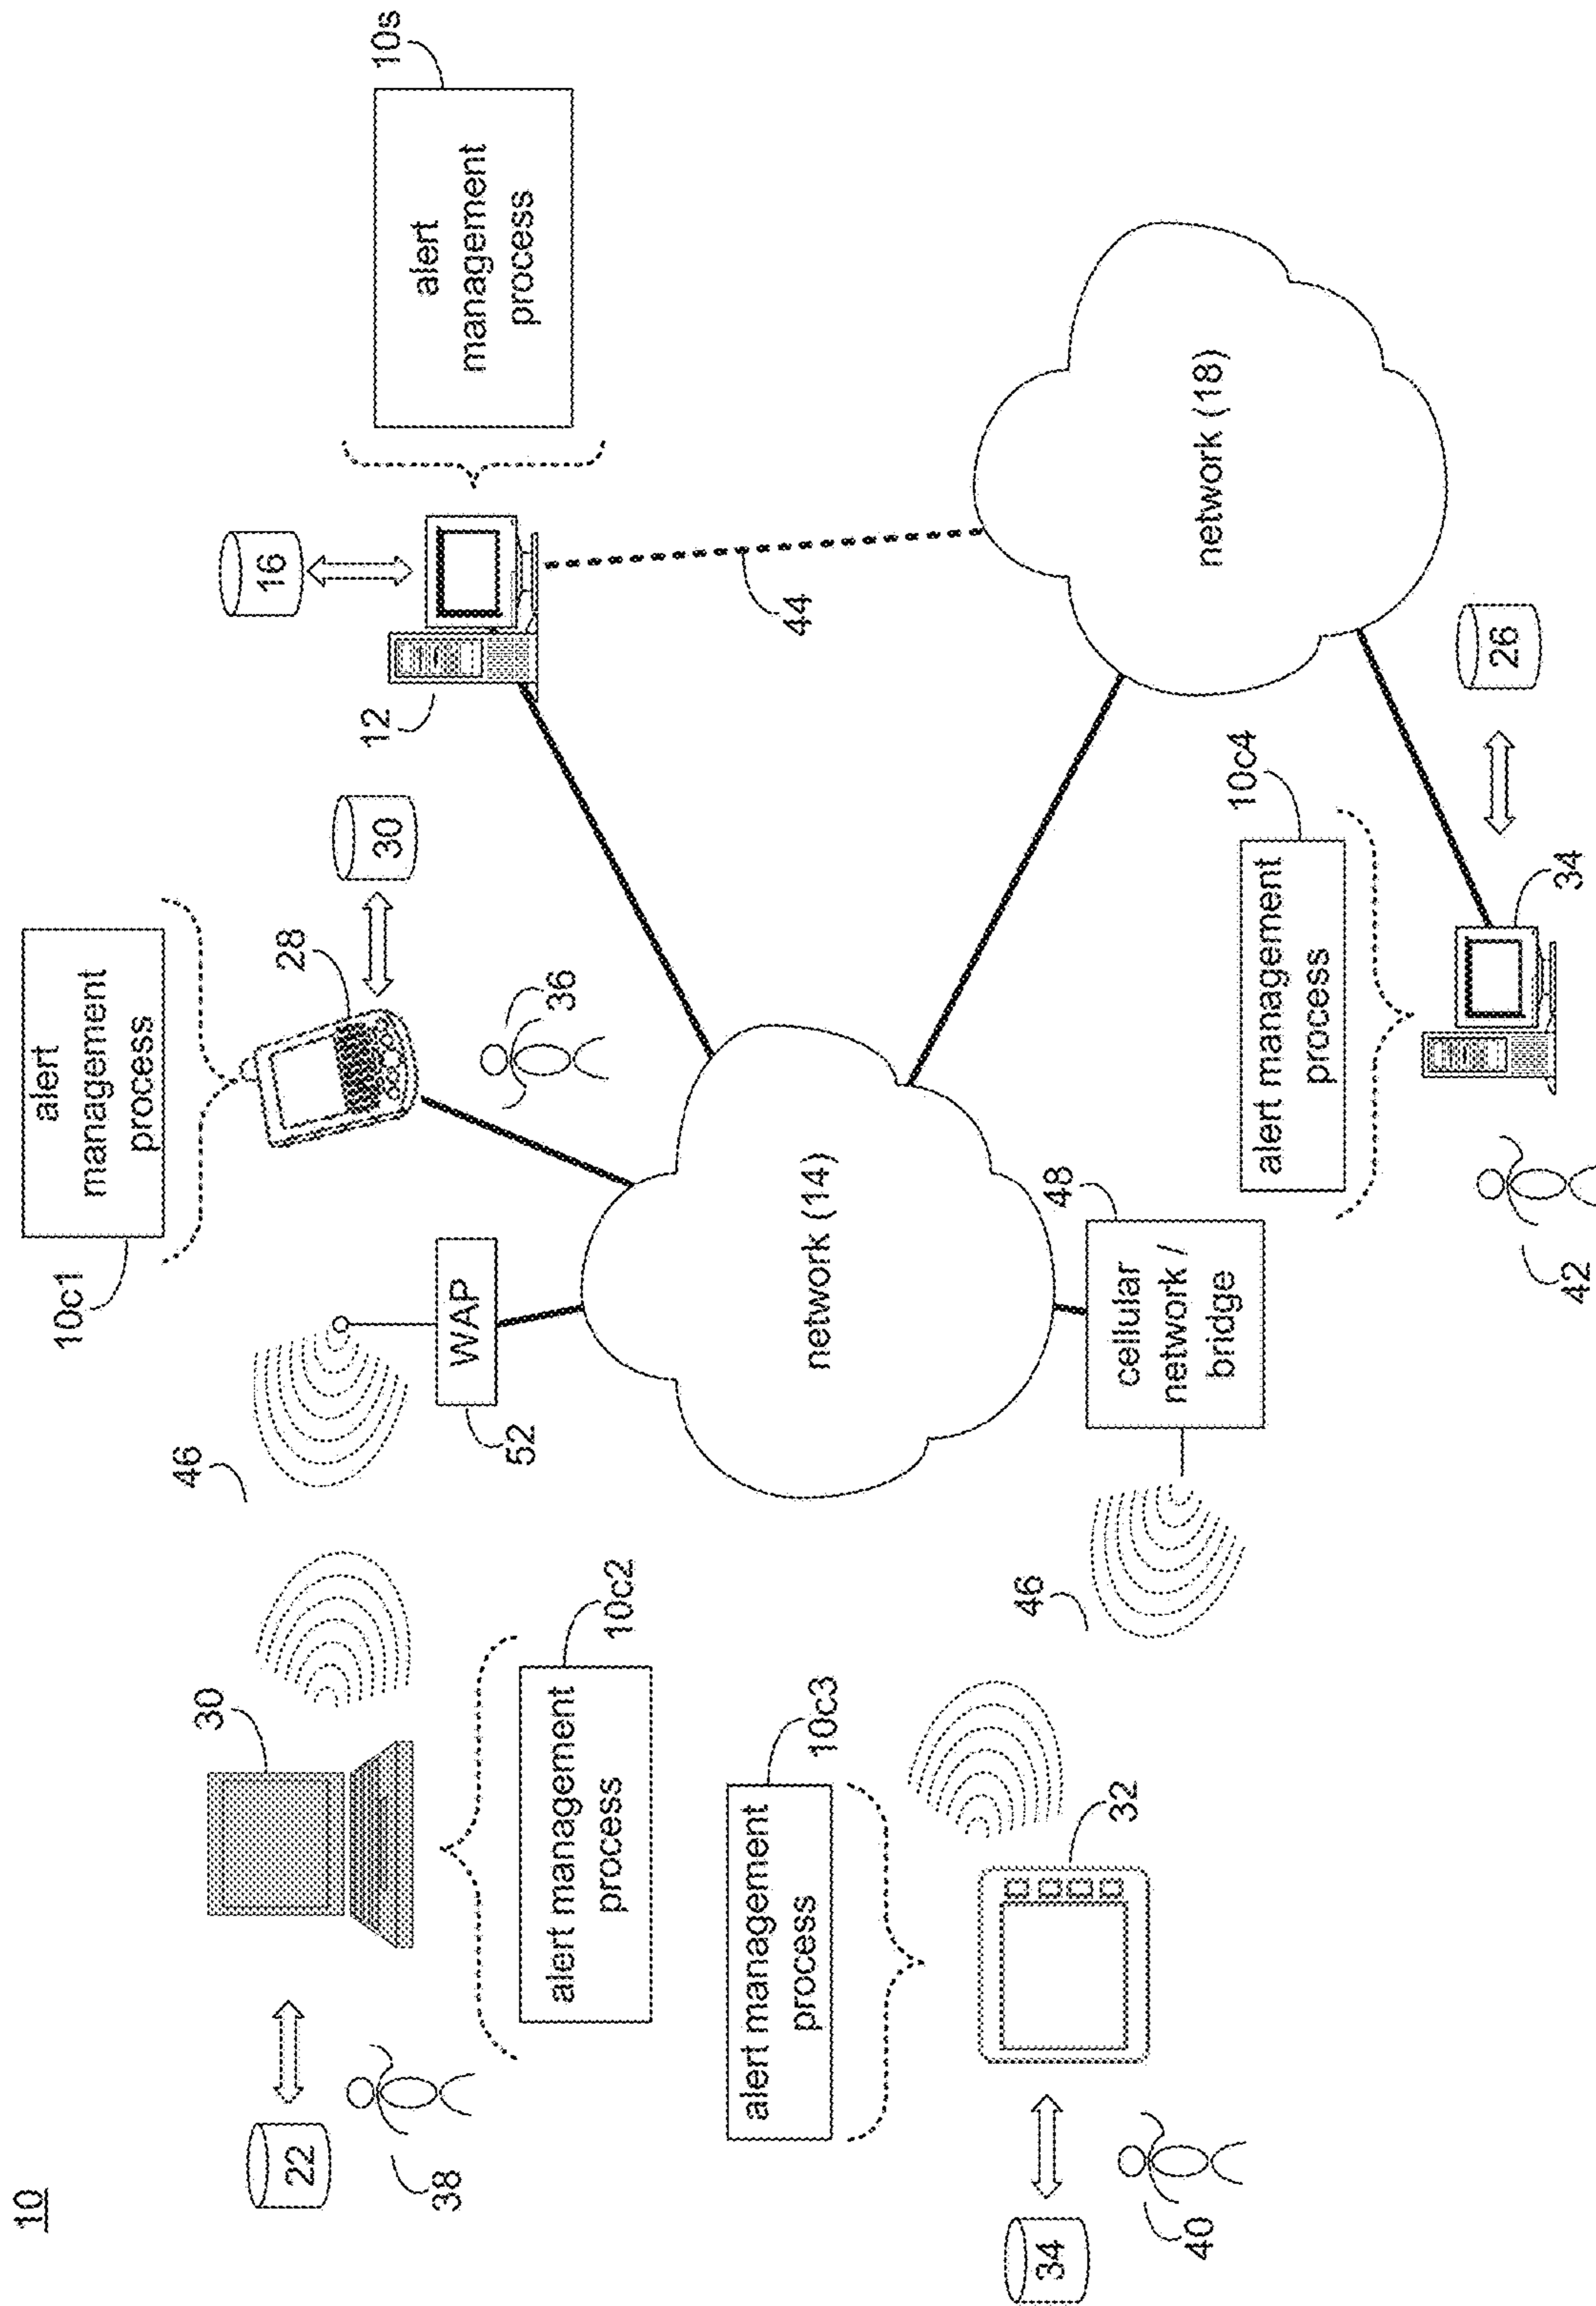 10
alert
management
process
10c1
46
30
22
28
16
10s
30
12
alert
management
process
38
WAP
52
36
alert management
process
10c2
44
alert management
process
10c3
network (14)
network (18)
46
48
34
32
40
cellular
network /
bridge
10c4
alert management
process
26
42
34